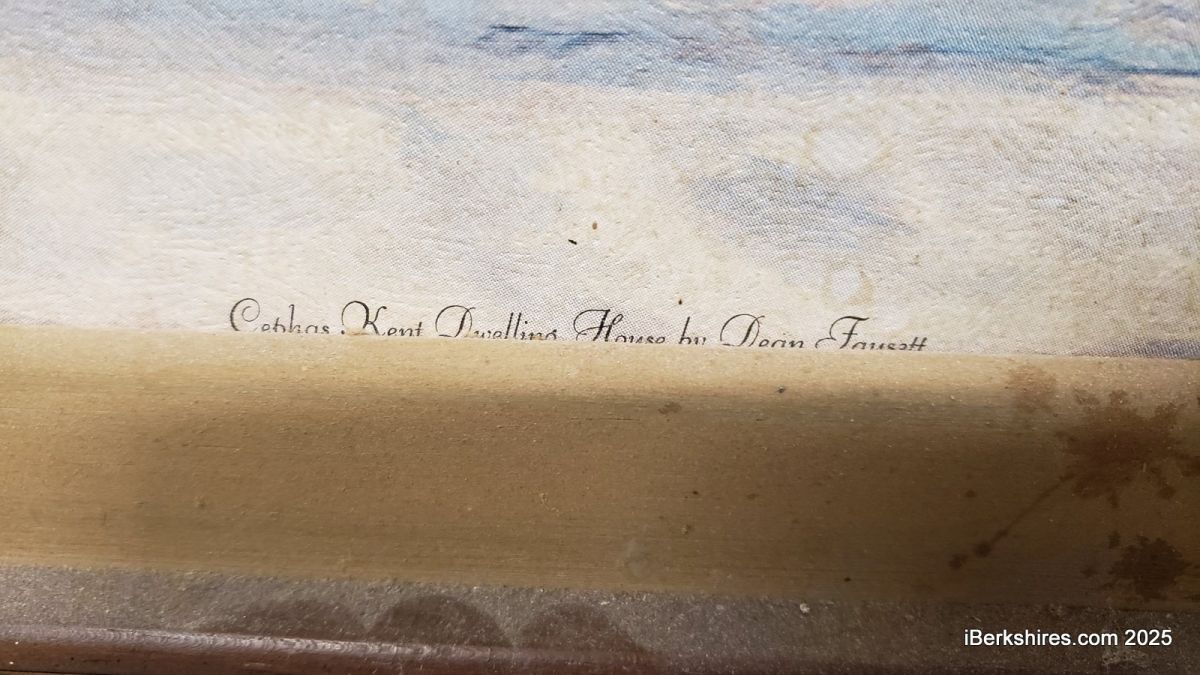 Cephas Kent Dwelling House by Dean Fausett
iBerkshires.com 2025